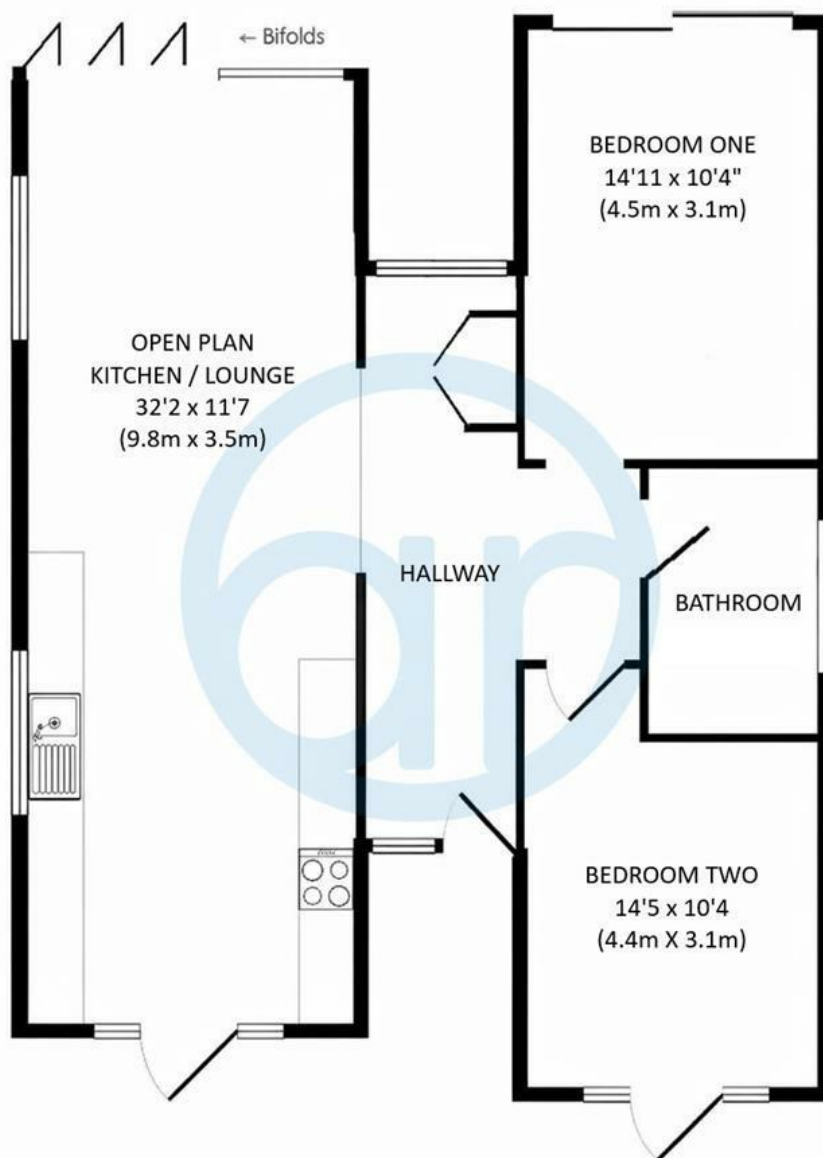 ← Bifolds
BEDROOM ONE
14'11 x 10'4"
(4.5m x 3.1m)
OPEN PLAN
KITCHEN / LOUNGE
32'2 x 11'7
(9.8m x 3.5m)
HALLWAY
BATHROOM
BEDROOM TWO
14'5 x 10'4
(4.4m X 3.1m)
ar